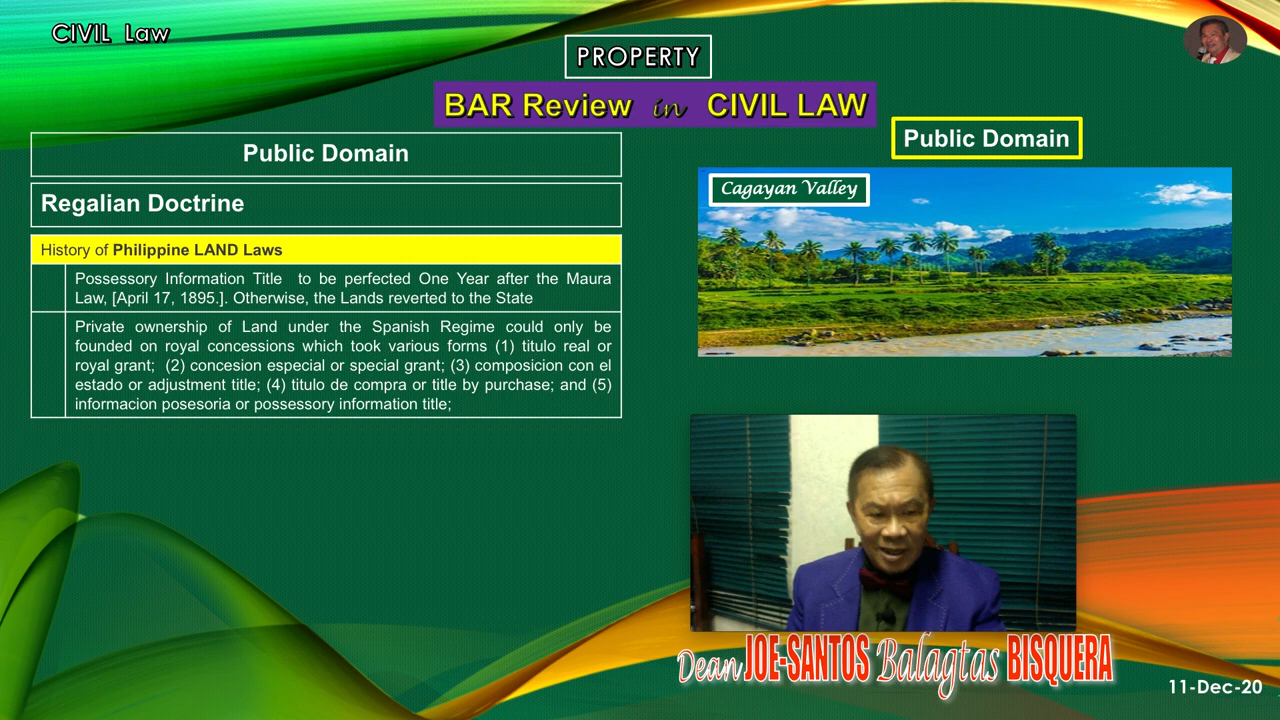 CIVIL Law
PROPERTY
BAR Review in CIVIL LAW
Public Domain
Regalian Doctrine
History of Philippine LAND Laws
Possessory Information Title to be perfected One Year after the Maura
Law, [April 17, 1895.]. Otherwise, the Lands reverted to the State
Private ownership of Land under the Spanish Regime could only be
founded on royal concessions which took various forms (1) titulo real or
royal grant; (2) concesion especial or special grant; (3) composicion con el
estado or adjustment title; (4) titulo de compra or title by purchase; and (5)
informacion posesoria or possessory information title;
Public Domain
Cagayan Valley
Dean JOE-SANTOS Balagtas BISQUERA
11-Dec-20